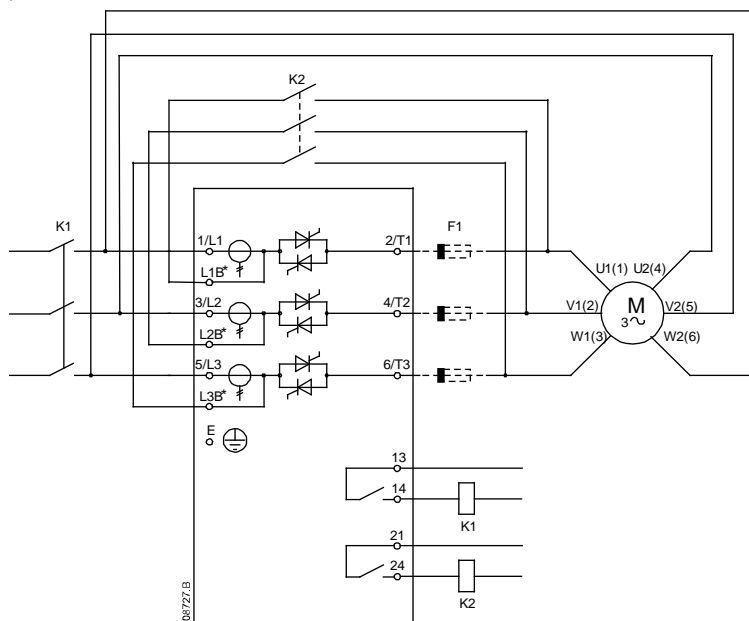 K2
K1
F1
1/L1
2/T1
L1B*
U1(1) U2(4)
3/L2
4/T2
V1(2)
M
3~
V2(5)
L2B*
W1(3)
W2(6)
5/L3
6/T3
L3B*
E
13
14
K1
21
24
K2
08727.B